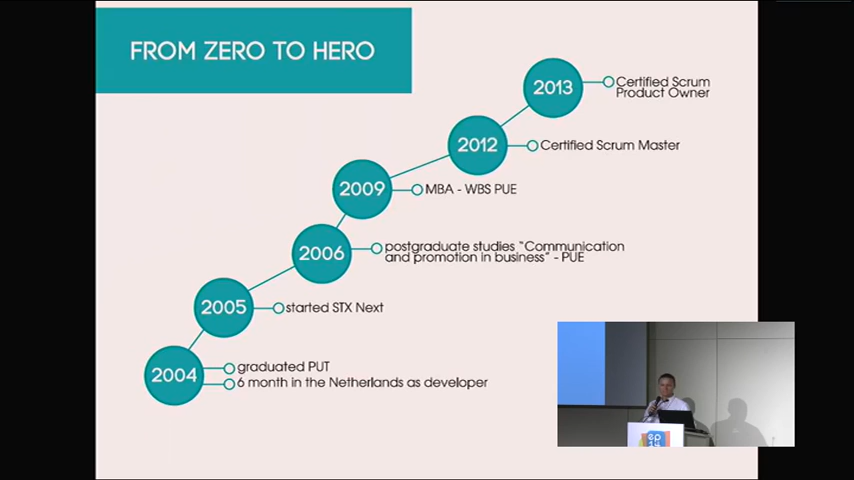 FROM ZERO TO HERO
2013
Certified Scrum
Product Owner
2012
Certified Scrum Master
2009
MBA - WBS PUE
2006
postgraduate studies “Communication
and promotion in business” - PUE
2005
started STX Next
2004
graduated PUT
6 month in the Netherlands as developer
ep
14